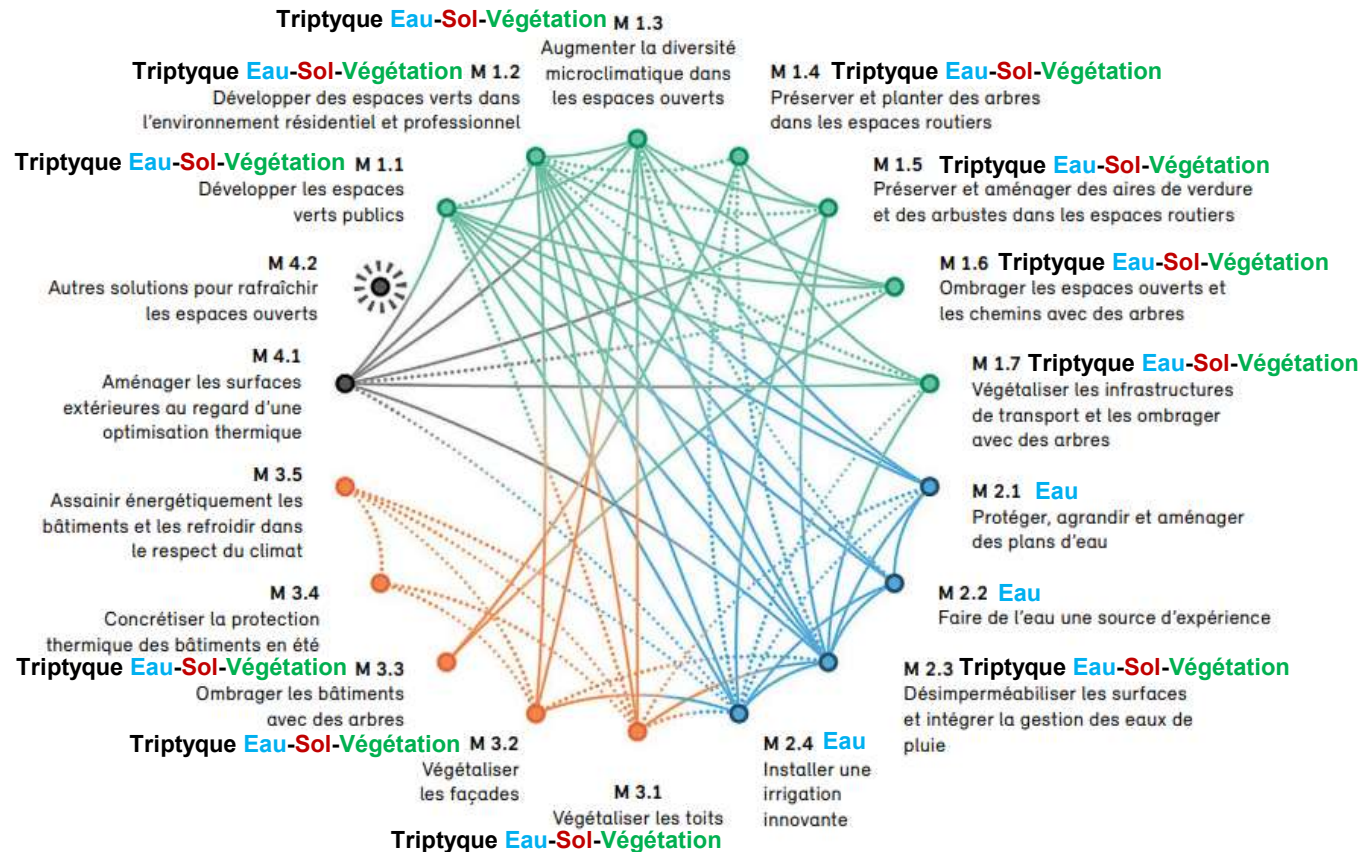 Triptyque Eau-Sol-Végétation M 1.3
Augmenter la diversité
microclimatique dans
les espaces ouverts
Triptyque Eau-Sol-Végétation M 1.2
Développer des espaces verts dans
l'environnement résidentiel et professionnel
M 1.4 Triptyque Eau-Sol-Végétation
Préserver et planter des arbres
dans les espaces routiers
Triptyque Eau-Sol-Végétation M 1.1
Développer les espaces
verts publics
M 1.5 Triptyque Eau-Sol-Végétation
Préserver et aménager des aires de verdure
et des arbustes dans les espaces routiers
M 4.2
Autres solutions pour rafraîchir
les espaces ouverts
M 1.6 Triptyque Eau-Sol-Végétation
Ombrager les espaces ouverts et
les chemins avec des arbres
M 4.1
Aménager les surfaces
extérieures au regard d'une
optimisation thermique
M 1.7 Triptyque Eau-Sol-Végétation
Végétaliser les infrastructures
de transport et les ombrager
avec des arbres
M 3.5
Assainir énergétiquement les
bâtiments et les refroidir dans
le respect du climat
M 2.1 Eau
Protéger, agrandir et aménager
des plans d'eau
M 3.4
Concrétiser la protection
thermique des bâtiments en été
M 2.2 Eau
Faire de l'eau une source d'expérience
Triptyque Eau-Sol-Végétation M 3.3
Ombrager les bâtiments
avec des arbres
M 2.3 Triptyque Eau-Sol-Végétation
Désimperméabiliser les surfaces
et intégrer la gestion des eaux de
pluie
Triptyque Eau-Sol-Végétation M 3.2
Végétaliser
les façades
M 2.4 Eau
Installer une
irrigation
innovante
M 3.1
Végétaliser les toits
Triptyque Eau-Sol-Végétation